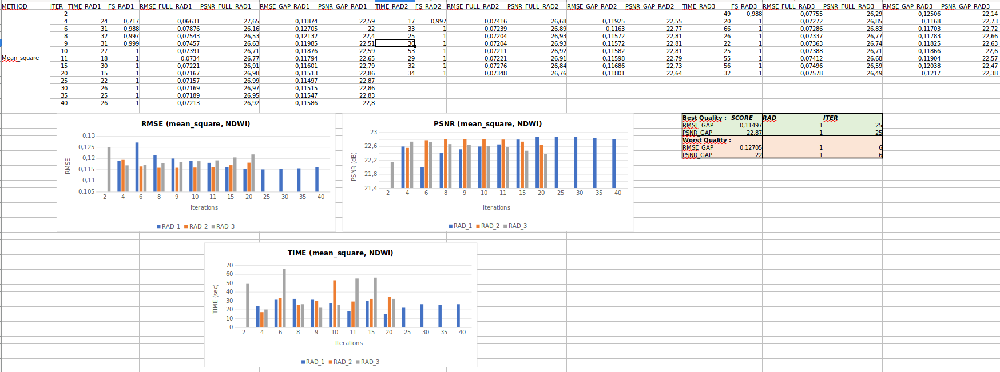 METHOD ITER TIME_RAD1 FS_RAD1 RMSE_FULL_RAD1 PSNR_FULL_RAD1 RMSE_GAP_RAD1 PSNR_GAP_RAD1 TIME_RAD2 FS_RAD2 RMSE_FULL_RAD2 PSNR_FULL_RAD2 RMSE_GAP_RAD2 PSNR_GAP_RAD2 TIME_RAD3 FS_RAD3 RMSE_FULL_RAD3 PSNR_FULL_RAD3 RMSE_GAP_RAD3 PSNR_GAP_RAD3
2 49 0,988 0,07755 26,29 0,12506 22,14
4 24 0,717 0,06631 27,65 0,11874 22,59 17 0,997 0,07416 26,68 0,11925 22,55 20 1 0,07272 26,85 0,1168 22,73
6 31 0,988 0,07876 26,16 0,12705 22 33 1 0,07239 26,89 0,1163 22,77 66 1 0,07286 26,83 0,11703 22,72
8 32 0,997 0,07543 26,53 0,12132 22,4 25 1 0,07204 26,93 0,11572 22,81 26 1 0,07337 26,77 0,11783 22,66
9 31 0,999 0,07457 26,63 0,11985 22,51 30 1 0,07204 26,93 0,11572 22,81 22 1 0,07363 26,74 0,11825 22,63
10 27 1 0,07391 26,71 0,11876 22,59 53 1 0,07211 26,92 0,11582 22,81 25 1 0,07388 26,71 0,11866 22,6
Mean_square 11 18 1 0,0734 26,77 0,11794 22,65 29 1 0,07221 26,91 0,11598 22,79 55 1 0,07412 26,68 0,11904 22,57
15 30 1 0,07221 26,91 0,11601 22,79 32 1 0,07276 26,84 0,11686 22,73 56 1 0,07496 26,59 0,12038 22,47
20 15 1 0,07167 26,98 0,11513 22,86 34 1 0,07348 26,76 0,11801 22,64 32 1 0,07578 26,49 0,1217 22,38
25 22 1 0,07157 26,99 0,11497 22,87
30 26 1 0,07169 26,97 0,11515 22,86
35 25 1 0,07189 26,95 0,11547 22,83
40 26 1 0,07213 26,92 0,11586 22,8
Best Quality : SCORE RAD ITER
RMSE_GAP 0,11497 1 25
PSNR_GAP 22,87 1 25
Worst Quality :
RMSE_GAP 0,12705 1 6
PSNR_GAP 22 1 6
RMSE (mean_square, NDWI)
0,13
0,125
0,12
0,115
0,11
0,105
RMSE
2 4 6 8 9 10 11 15 20 25 30 35 40
Iterations
RAD_1 RAD_2 RAD_3
PSNR (mean_square, NDWI)
23
22,6
22,2
21,8
21,4
PSNR (dB)
2 4 6 8 9 10 11 15 20 25 30 35 40
Iterations
RAD_1 RAD_2 RAD_3
TIME (mean_square, NDWI)
70
60
50
40
30
20
10
0
TIME (sec)
2 4 6 8 9 10 11 15 20 25 30 35 40
Iterations
RAD_1 RAD_2 RAD_3